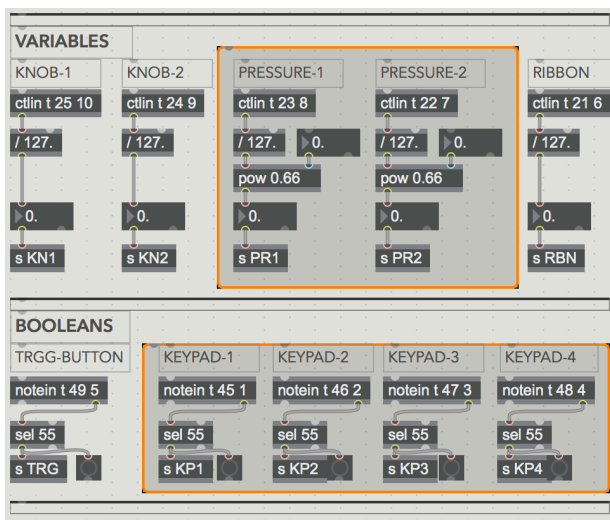 VARIABLES
KNOB-1 KNOB-2 PRESSURE-1 PRESSURE-2 RIBBON
ctlin t 25 10 ctlin t 24 9 ctlin t 23 8 ctlin t 22 7 ctlin t 21 6
/ 127. / 127. / 127. 0. / 127. 0. / 127.
pow 0.66 pow 0.66
0. 0. 0. 0. 0.
s KN1 s KN2 s PR1 s PR2 s RBN
BOOLEANS
TRGG-BUTTON KEYPAD-1 KEYPAD-2 KEYPAD-3 KEYPAD-4
notein t 49 5 notein t 45 1 notein t 46 2 notein t 47 3 notein t 48 4
sel 55 sel 55 sel 55 sel 55 sel 55
s TRG s KP1 s KP2 s KP3 s KP4